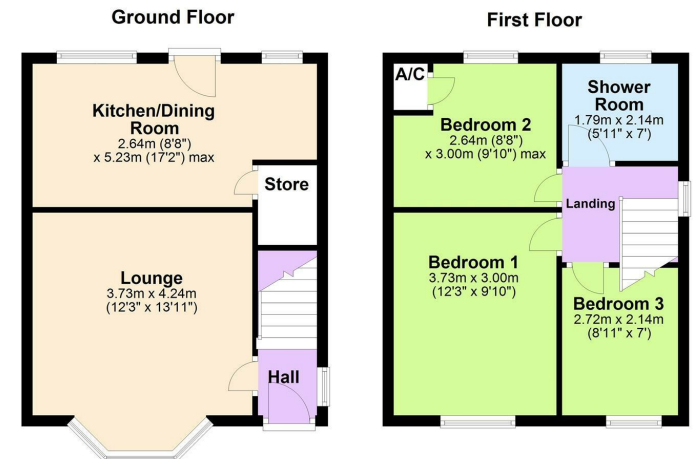 Ground Floor
Kitchen/Dining
Room
2.64m (8'8")
x 5.23m (17'2") max
Store
Lounge
3.73m x 4.24m
(12'3" x 13'11")
Hall
First Floor
A/C
Bedroom 2
2.64m (8'8")
x 3.00m (9'10") max
Shower
Room
1.79m x 2.14m
(5'11" x 7')
Landing
Bedroom 1
3.73m x 3.00m
(12'3" x 9'10")
Bedroom 3
2.72m x 2.14m
(8'11" x 7')